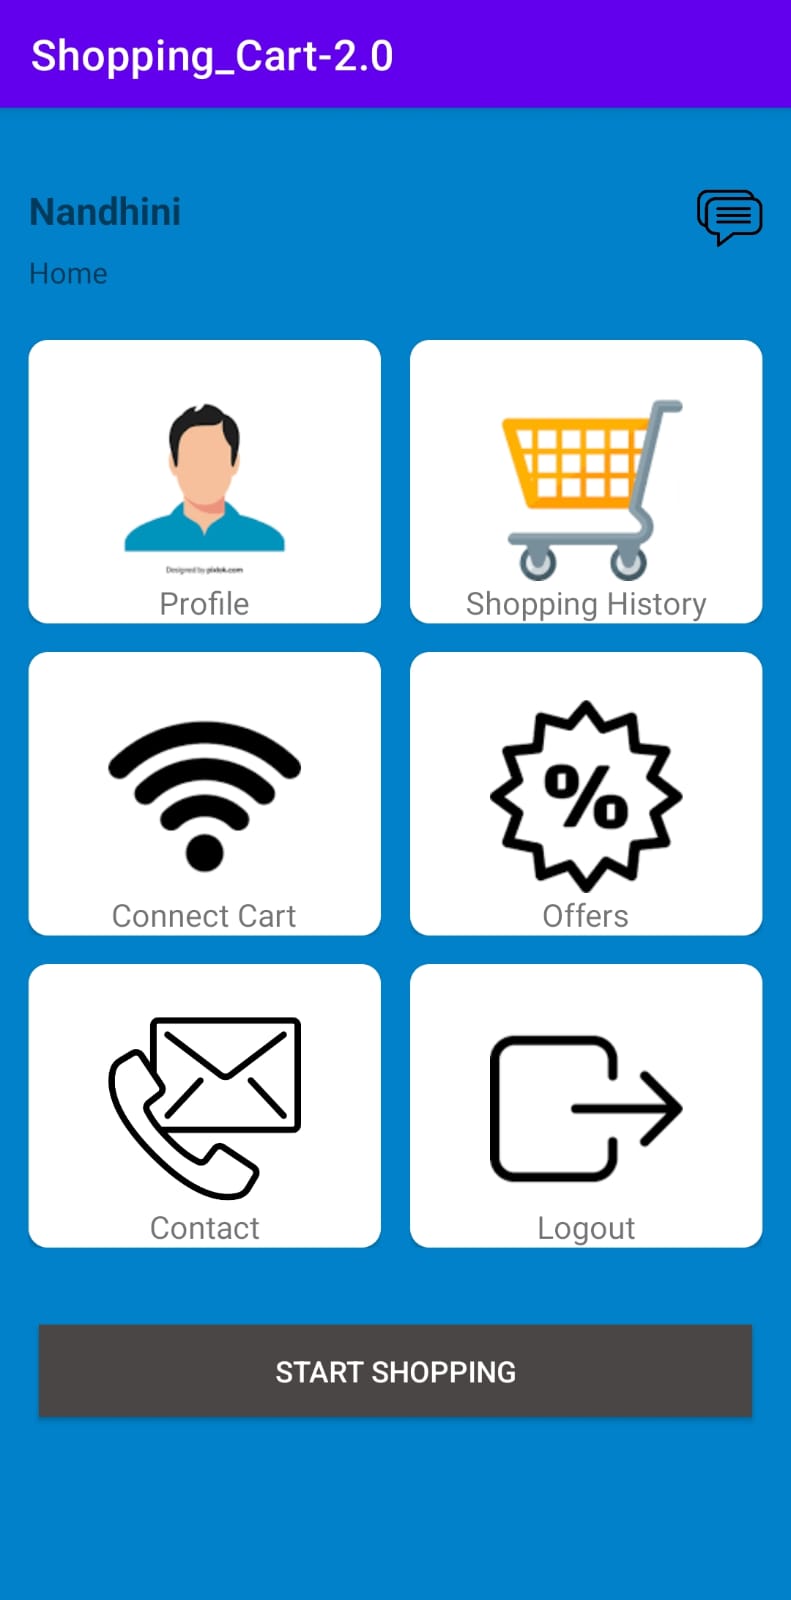 Shopping_Cart-2.0
Nandhini
Home
Designed by pixlok.com
Profile
Shopping History
Connect Cart
%
Offers
Contact
Logout
START SHOPPING